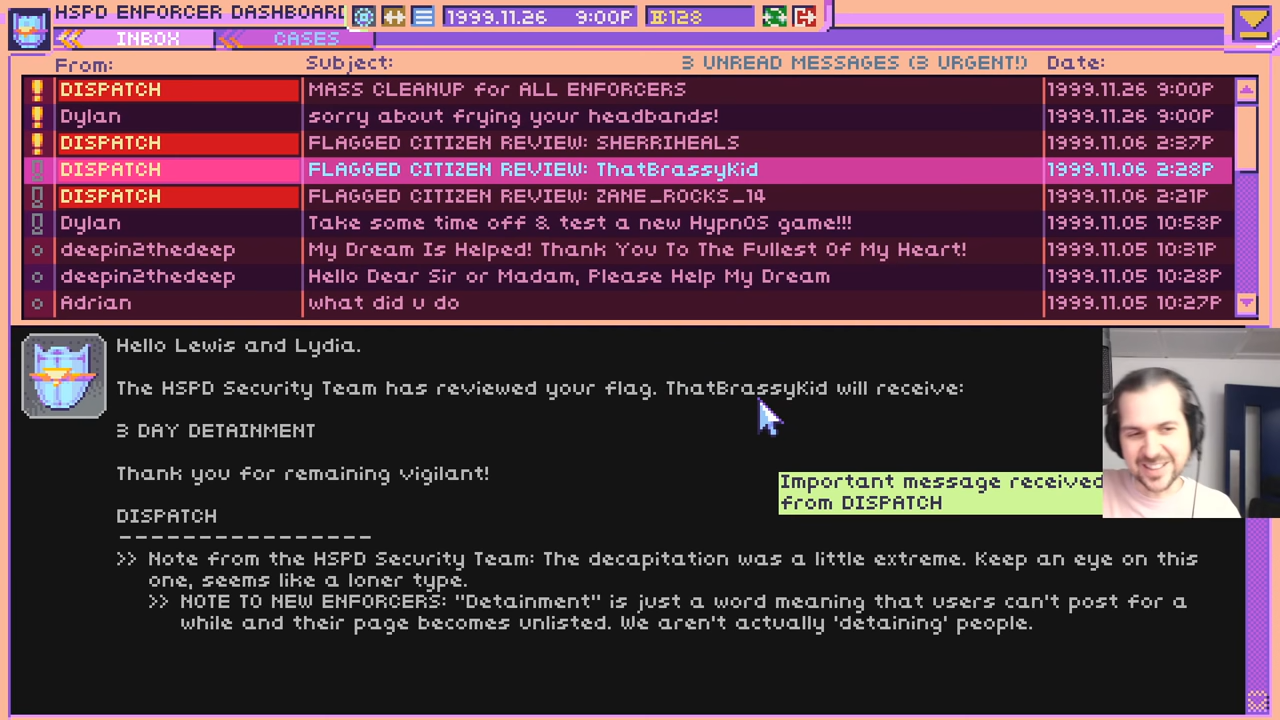 HSPD ENFORCER DASHBOARD
1999.11.26 9:00P
128
INBOX CASES
From: Subject: 3 UNREAD MESSAGES (3 URGENT!) Date:
DISPATCH MASS CLEANUP for ALL ENFORCERS 1999.11.26 9:00P
Dylan sorry about frying your headbands! 1999.11.26 9:00P
DISPATCH FLAGGED CITIZEN REVIEW: SHERRIHEALS 1999.11.06 2:37P
DISPATCH FLAGGED CITIZEN REVIEW: ThatBrassyKid 1999.11.06 2:28P
DISPATCH FLAGGED CITIZEN REVIEW: ZANE_ROCKS_14 1999.11.06 2:21P
Dylan Take some time off & test a new HypnOS game!!! 1999.11.05 10:58P
deepin2thedeep My Dream Is Helped! Thank You To The Fullest Of My Heart! 1999.11.05 10:31P
deepin2thedeep Hello Dear Sir or Madam, Please Help My Dream 1999.11.05 10:28P
Adrian what did u do 1999.11.05 10:27P
Hello Lewis and Lydia.
The HSPD Security Team has reviewed your flag. ThatBrassyKid will receive:
3 DAY DETAINMENT
Thank you for remaining vigilant!
Important message received
from DISPATCH
DISPATCH
----------------
>> Note from the HSPD Security Team: The decapitation was a little extreme. Keep an eye on this
one, seems like a loner type.
>> NOTE TO NEW ENFORCERS: "Detainment" is just a word meaning that users can't post for a
while and their page becomes unlisted. We aren't actually 'detaining' people.